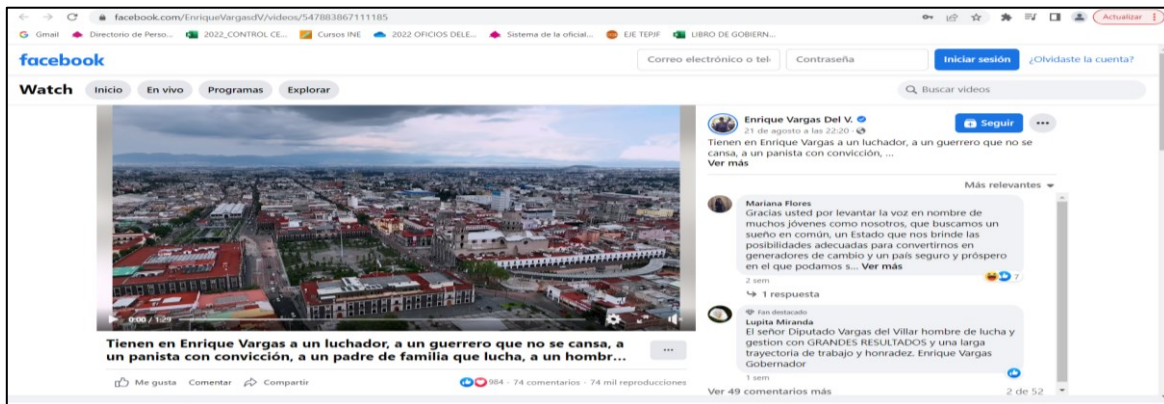 facebook.com/EnriqueVargasdV/videos/547883867111185
Actualizar
Gmail
Directorio de Perso...
2022_CONTROL CE...
Cursos INE
2022 OFICIOS DELE...
Sistema de la oficial...
EJE TEPJF
LIBRO DE GOBIERN...
facebook
Correo electrónico o tel
Contraseña
Iniciar sesión
¿Olvidaste la cuenta?
Watch
Inicio
En vivo
Programas
Explorar
Buscar videos
0:00 / 1:29
Tienen en Enrique Vargas a un luchador, a un guerrero que no se cansa, a
un panista con convicción, a un padre de familia que lucha, a un hombr...
Me gusta
Comentar
Compartir
984 · 74 comentarios · 74 mil reproducciones
Enrique Vargas Del V.
21 de agosto a las 22:20 ·
Seguir
Tienen en Enrique Vargas a un luchador, a un guerrero que no se
cansa, a un panista con convicción, ...
Ver más
Más relevantes
Mariana Flores
Gracias usted por levantar la voz en nombre de
muchos jóvenes como nosotros, que buscamos un
sueño en común, un Estado que nos brinde las
posibilidades adecuadas para convertirnos en
generadores de cambio y un país seguro y próspero
en el que podamos s... Ver más
7
2 sem
1 respuesta
Fan destacado
Lupita Miranda
El señor Diputado Vargas del Villar hombre de lucha y
gestion con GRANDES RESULTADOS y una larga
trayectoria de trabajo y honradez. Enrique Vargas
Gobernador
1 sem
Ver 49 comentarios más
2 de 52